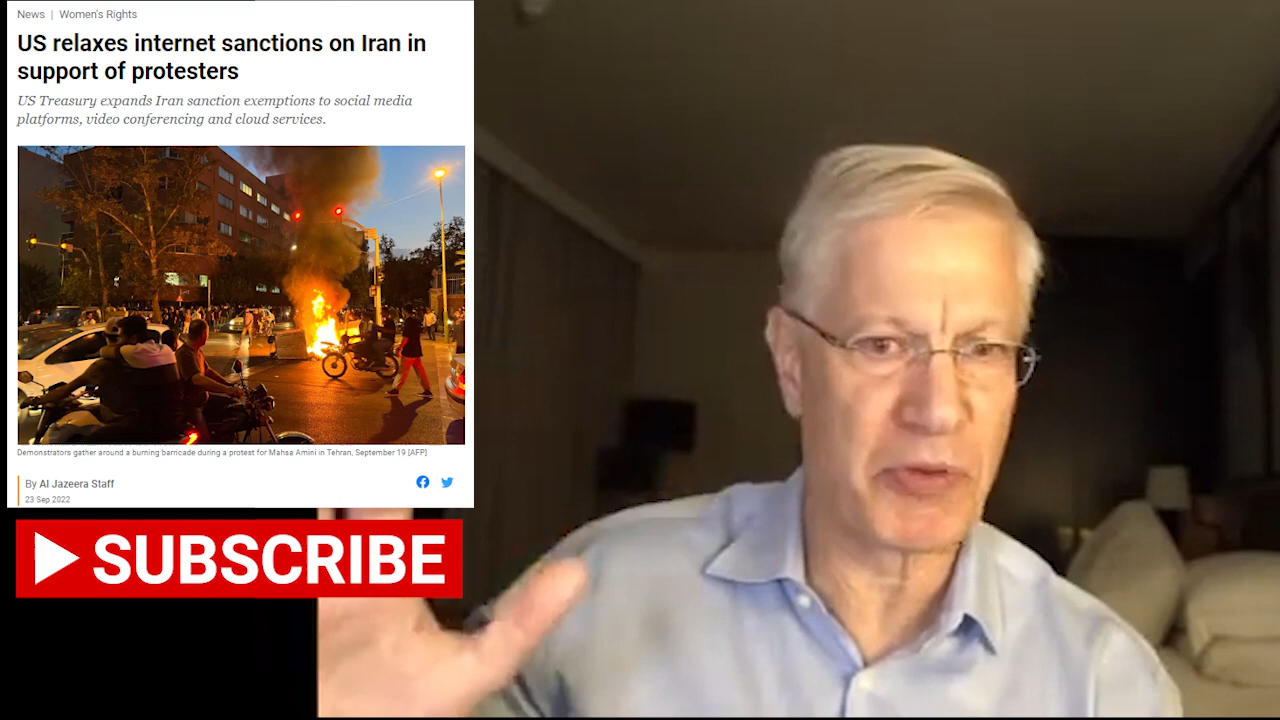 News | Women's Rights
US relaxes internet sanctions on Iran in
support of protesters
US Treasury expands Iran sanction exemptions to social media
platforms, video conferencing and cloud services.
Demonstrators gather around a burning barricade during a protest for Mahsa Amini in Tehran, September 19 [AFP]
By Al Jazeera Staff
23 Sep 2022
SUBSCRIBE